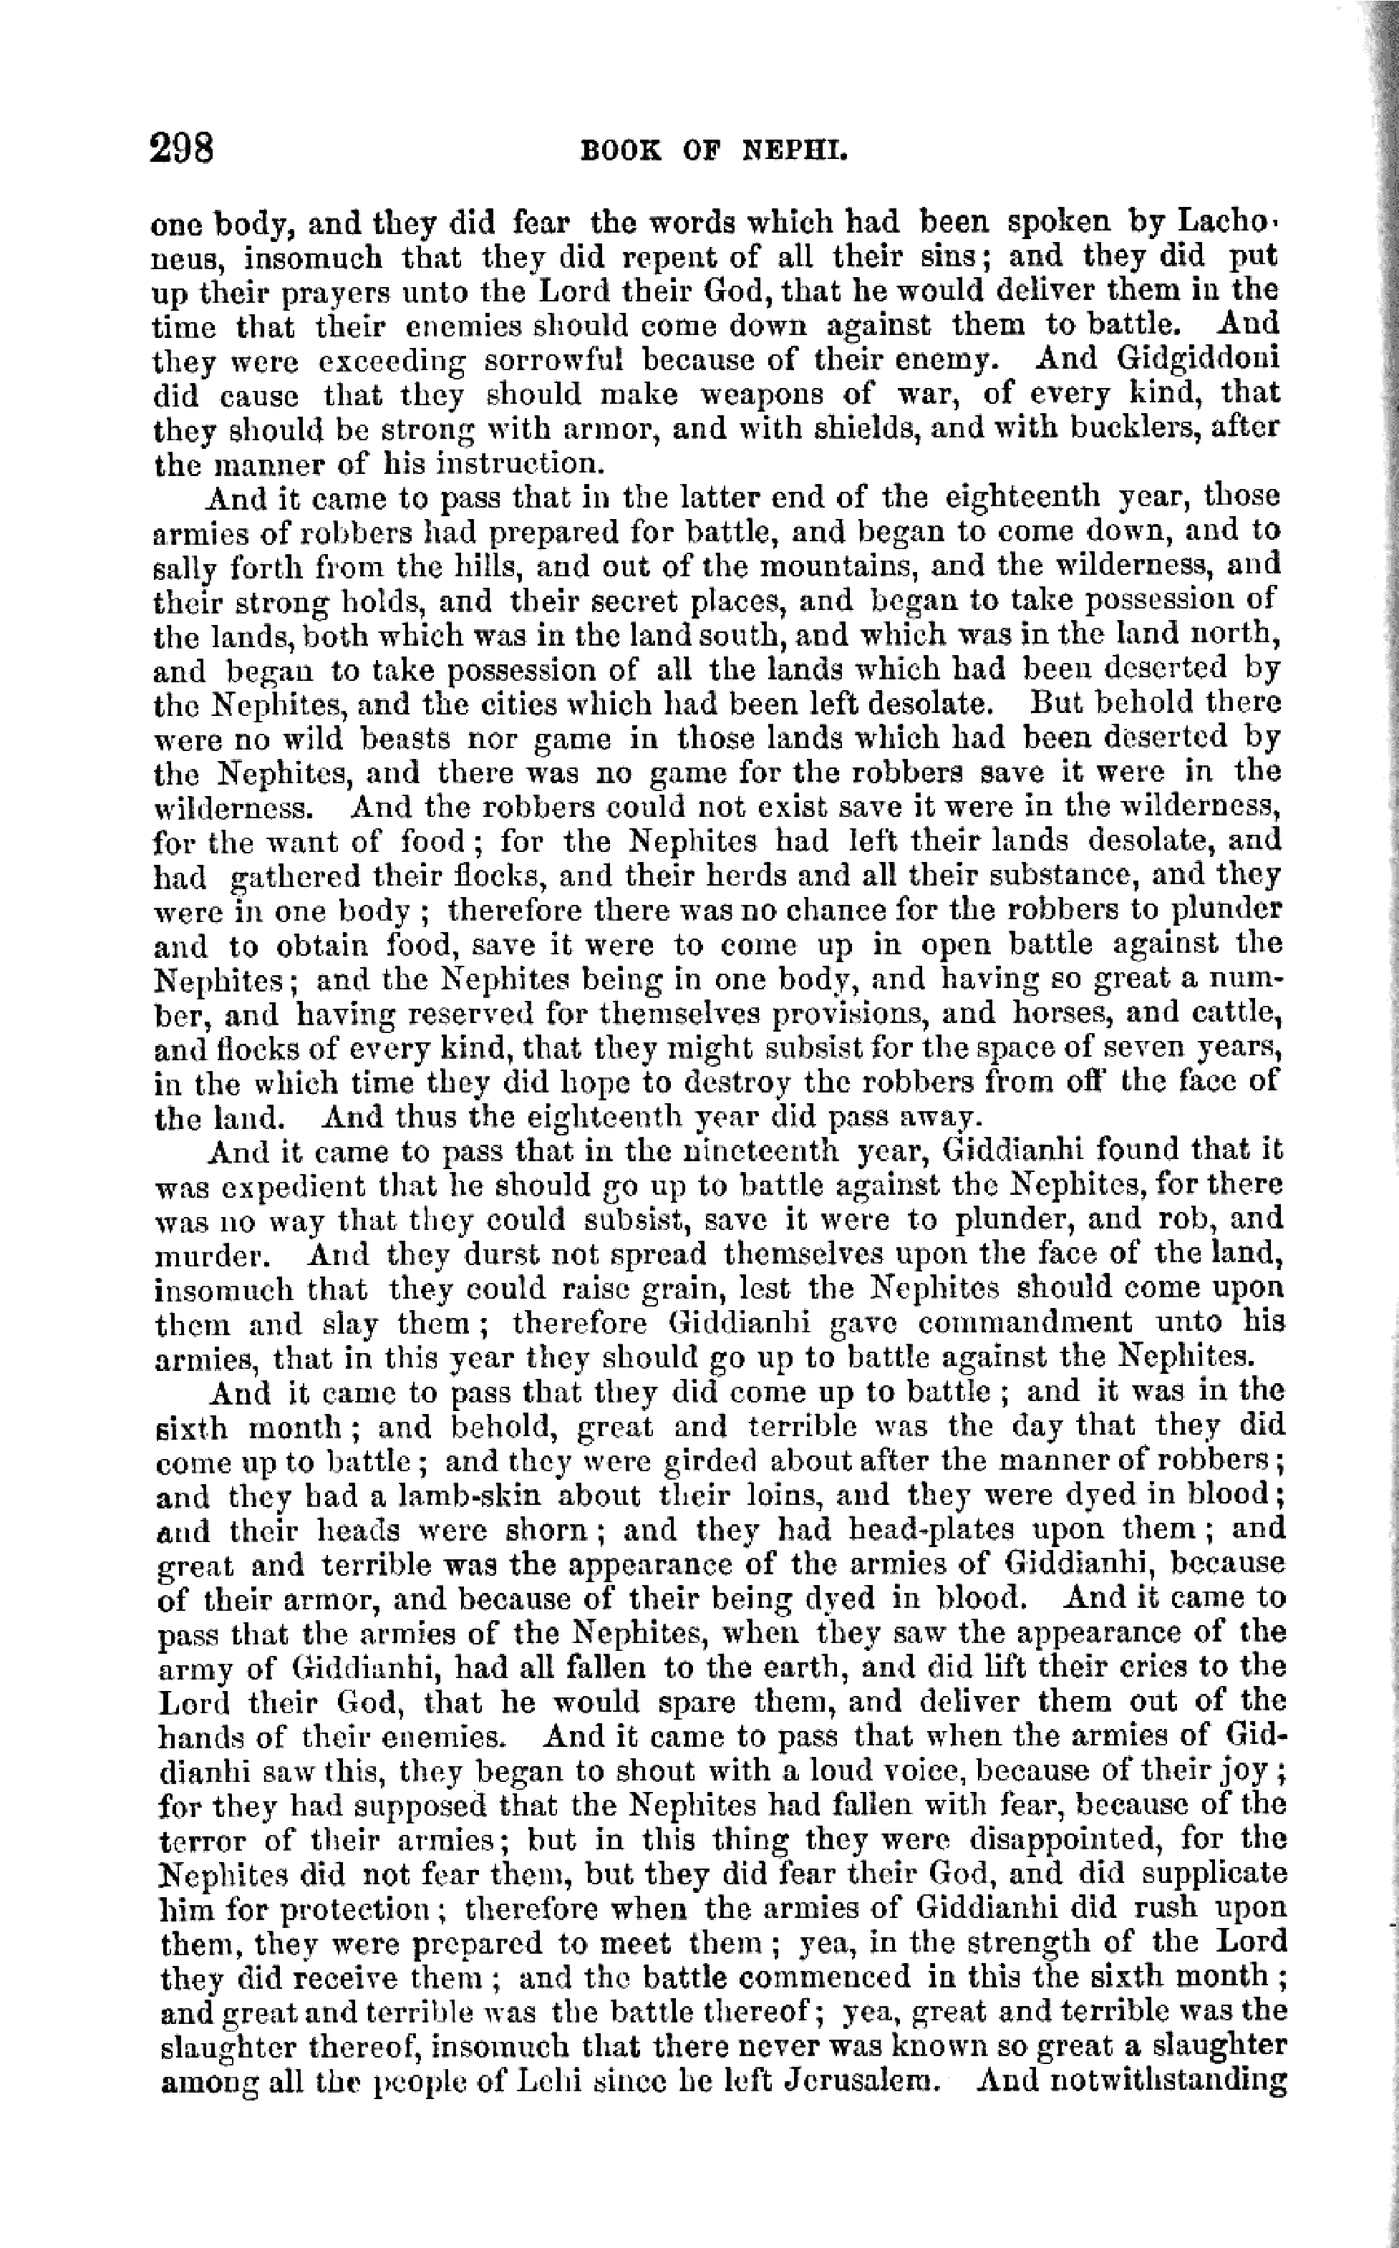 298 BOOK OF NEPHI.
one body, and they did fear the words which had been spoken by Lacho-
neus, insomuch that they did repent of all their sins; and they did put
up their prayers unto the Lord their God, that he would deliver them in the
time that their enemies should come down against them to battle. And
they were exceeding sorrowful because of their enemy. And Gidgiddoni
did cause that they should make weapons of war, of every kind, that
they should be strong with armor, and with shields, and with bucklers, after
the manner of his instruction.
And it came to pass that in the latter end of the eighteenth year, those
armies of robbers had prepared for battle, and began to come down, and to
sally forth from the hills, and out of the mountains, and the wilderness, and
their strong holds, and their secret places, and began to take possession of
the lands, both which was in the land south, and which was in the land north,
and began to take possession of all the lands which had been deserted by
the Nephites, and the cities which had been left desolate. But behold there
were no wild beasts nor game in those lands which had been deserted by
the Nephites, and there was no game for the robbers save it were in the
wilderness. And the robbers could not exist save it were in the wilderness,
for the want of food; for the Nephites had left their lands desolate, and
had gathered their flocks, and their herds and all their substance, and they
were in one body; therefore there was no chance for the robbers to plunder
and to obtain food, save it were to come up in open battle against the
Nephites; and the Nephites being in one body, and having so great a num-
ber, and having reserved for themselves provisions, and horses, and cattle,
and flocks of every kind, that they might subsist for the space of seven years,
in the which time they did hope to destroy the robbers from off the face of
the land. And thus the eighteenth year did pass away.
And it came to pass that in the nineteenth year, Giddianhi found that it
was expedient that he should go up to battle against the Nephites, for there
was no way that they could subsist, save it were to plunder, and rob, and
murder. And they durst not spread themselves upon the face of the land,
insomuch that they could raise grain, lest the Nephites should come upon
them and slay them; therefore Giddianhi gave commandment unto his
armies, that in this year they should go up to battle against the Nephites.
And it came to pass that they did come up to battle; and it was in the
sixth month; and behold, great and terrible was the day that they did
come up to battle; and they were girded about after the manner of robbers;
and they had a lamb-skin about their loins, and they were dyed in blood;
and their heads were shorn; and they had head-plates upon them; and
great and terrible was the appearance of the armies of Giddianhi, because
of their armor, and because of their being dyed in blood. And it came to
pass that the armies of the Nephites, when they saw the appearance of the
army of Giddianhi, had all fallen to the earth, and did lift their cries to the
Lord their God, that he would spare them, and deliver them out of the
hands of their enemies. And it came to pass that when the armies of Gid-
dianhi saw this, they began to shout with a loud voice, because of their joy;
for they had supposed that the Nephites had fallen with fear, because of the
terror of their armies; but in this thing they were disappointed, for the
Nephites did not fear them, but they did fear their God, and did supplicate
him for protection; therefore when the armies of Giddianhi did rush upon
them, they were prepared to meet them; yea, in the strength of the Lord
they did receive them; and the battle commenced in this the sixth month;
and great and terrible was the battle thereof; yea, great and terrible was the
slaughter thereof, insomuch that there never was known so great a slaughter
among all the people of Lehi since he left Jerusalem. And notwithstanding